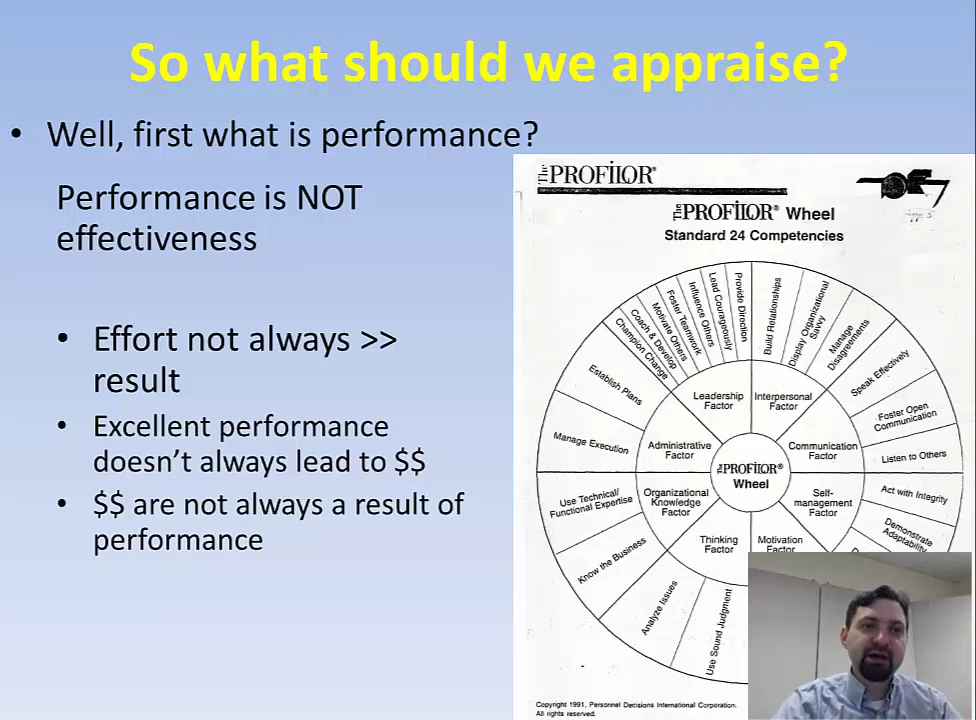 So what should we appraise?
• Well, first what is performance?
Performance is NOT
effectiveness
• Effort not always >>
result
• Excellent performance
doesn't always lead to $$
• $$ are not always a result of
performance
The PROFILOR®
The PROFILOR® Wheel
Standard 24 Competencies
Establish Plans
Champion Change
Coach & Develop
Motivate Others
Foster Teamwork
Influence Others
Lead Courageously
Provide Direction
Build Relationships
Display Organizational
Savvy
Manage
Disagreements
Speak Effectively
Foster Open
Communication
Listen to Others
Act with Integrity
Demonstrate
Adaptability
Manage Execution
Use Technical/
Functional Expertise
Know the Business
Analyze Issues
Use Sound Judgment
Leadership
Factor
Interpersonal
Factor
Administrative
Factor
Communication
Factor
The PROFILOR®
Wheel
Organizational
Knowledge
Factor
Self-
management
Factor
Thinking
Factor
Motivation
Factor
Copyright 1991, Personnel Decisions International Corporation.
All rights reserved.